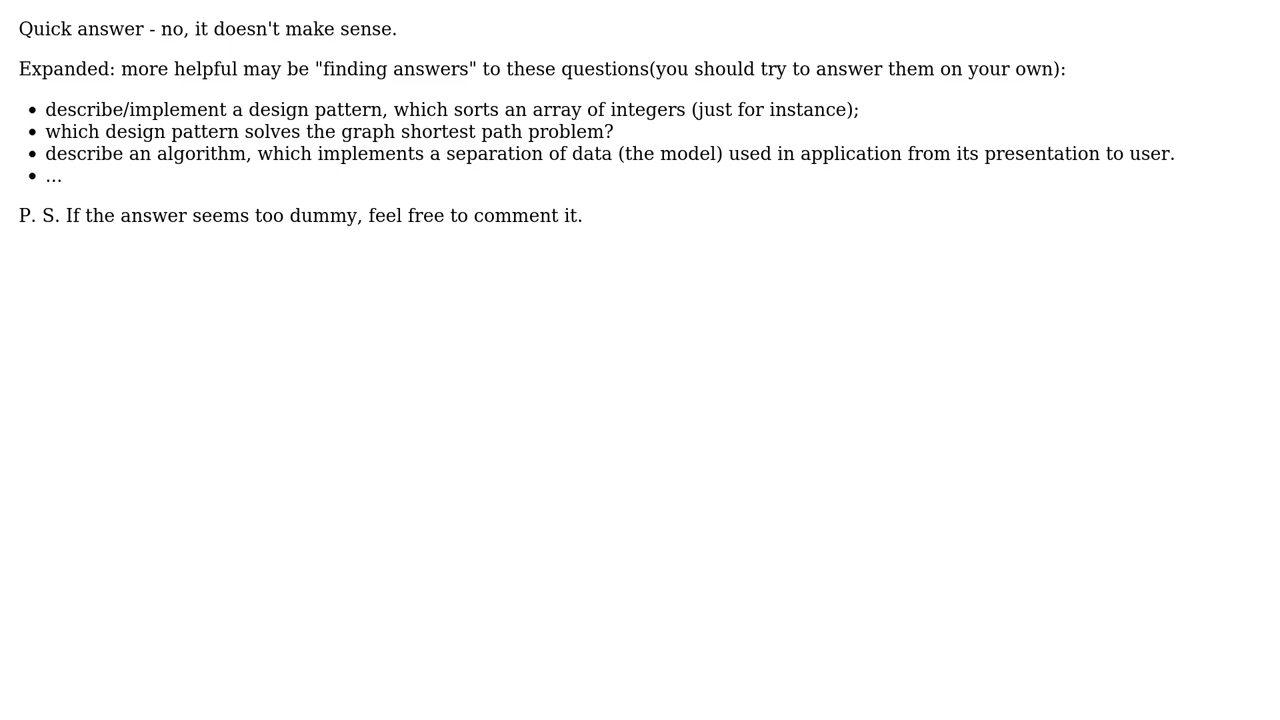 Quick answer - no, it doesn't make sense.
Expanded: more helpful may be "finding answers" to these questions(you should try to answer them on your own):
• describe/implement a design pattern, which sorts an array of integers (just for instance);
• which design pattern solves the graph shortest path problem?
• describe an algorithm, which implements a separation of data (the model) used in application from its presentation to user.
• ...
P. S. If the answer seems too dummy, feel free to comment it.